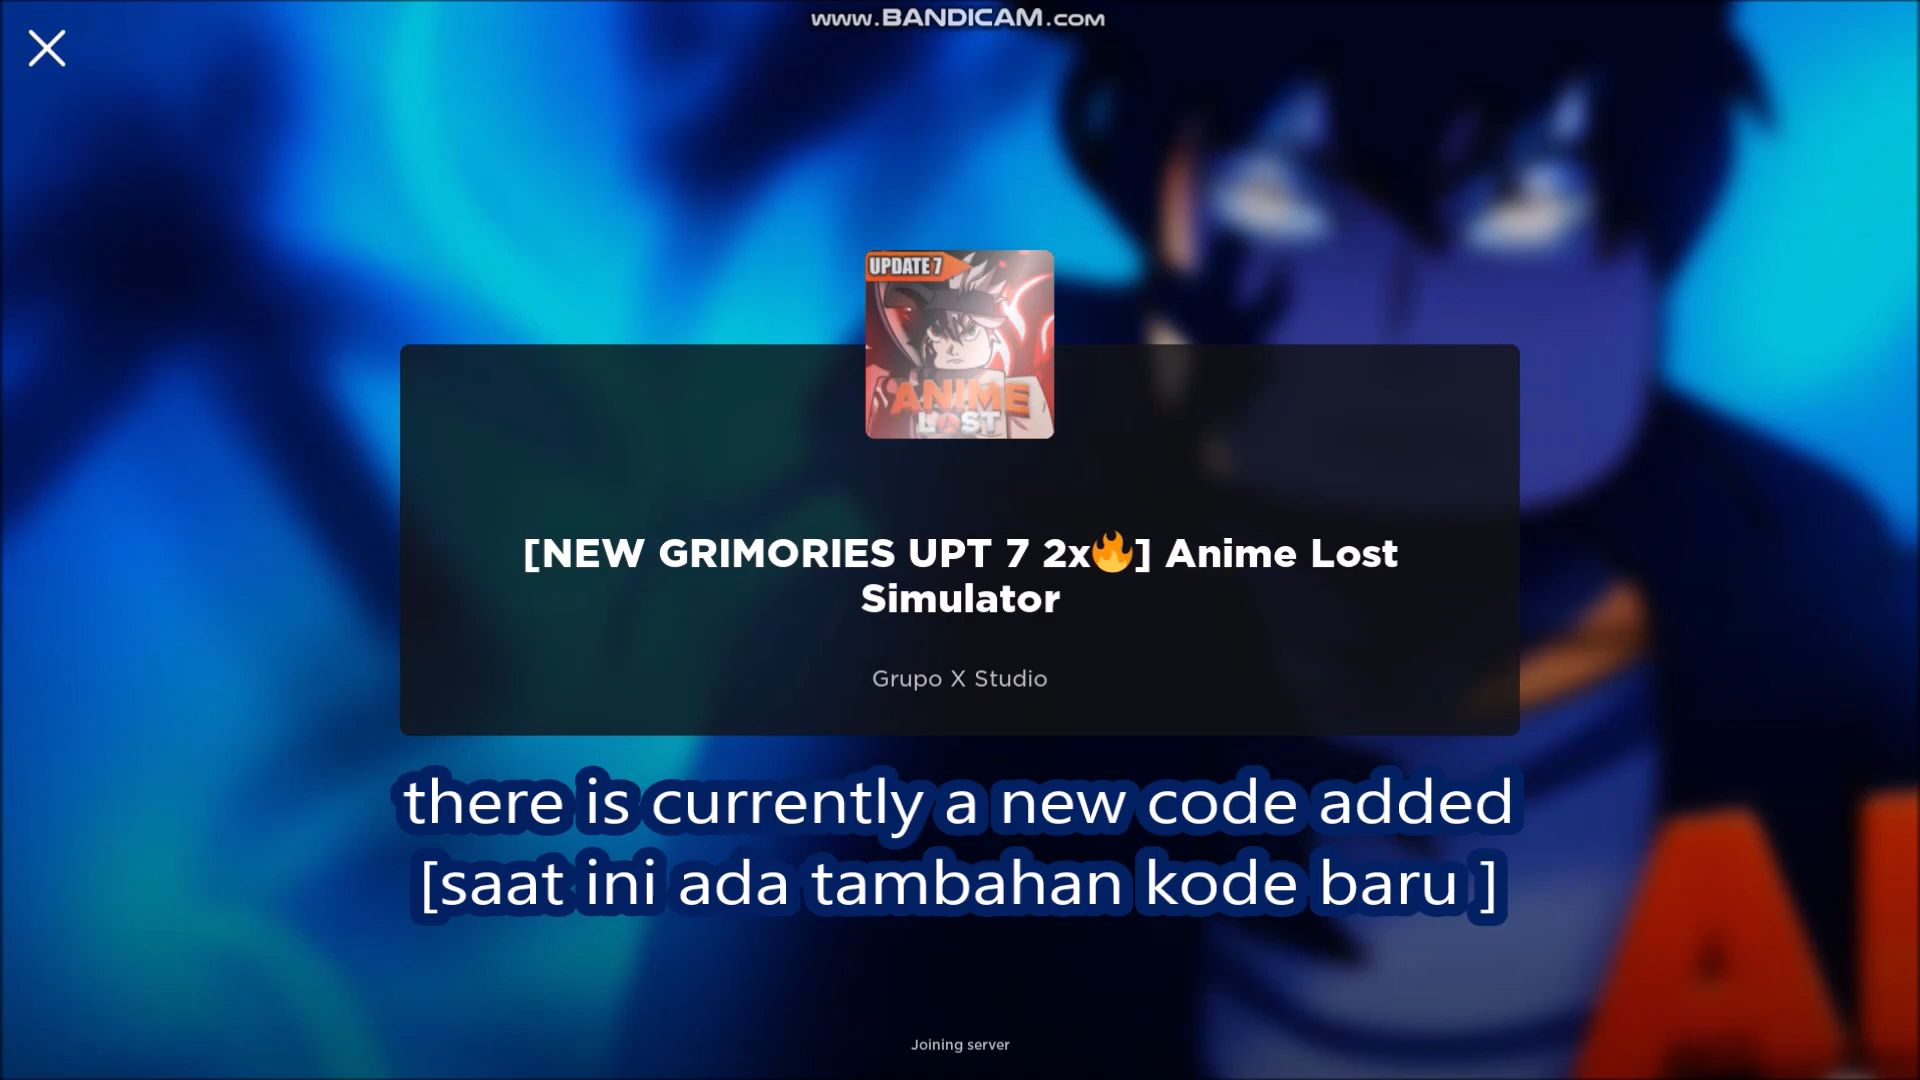 www.BANDICAM.com
UPDATE 7
ANIME
LOST
[NEW GRIMORIES UPT 7 2x🔥] Anime Lost
Simulator
Grupo X Studio
there is currently a new code added
[saat ini ada tambahan kode baru ]
Joining server